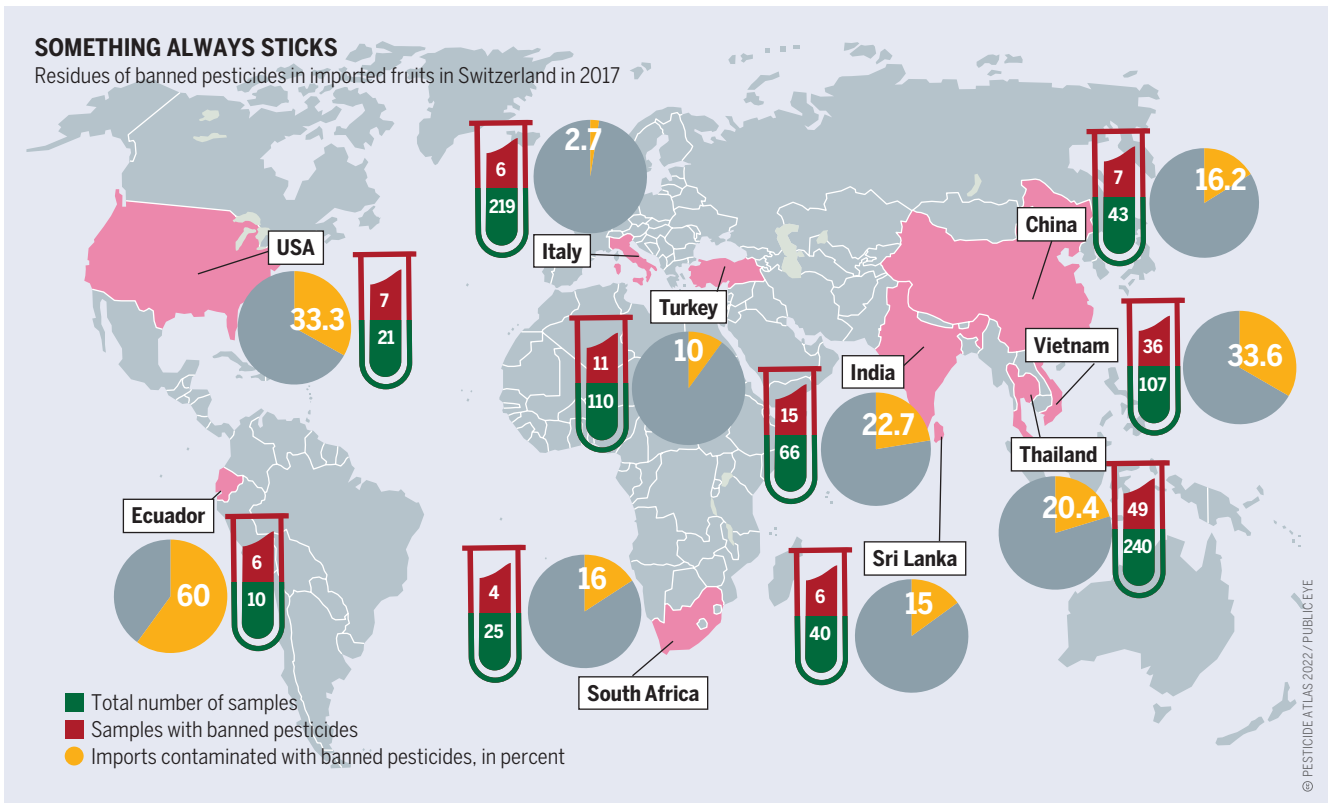 SOMETHING ALWAYS STICKS
Residues of banned pesticides in imported fruits in Switzerland in 2017
USA
33.3
7
21
6
219
2.7
Italy
Turkey
11
110
10
China
7
43
16.2
India
15
66
22.7
Vietnam
36
107
33.6
Thailand
20.4
49
240
Ecuador
60
6
10
4
25
16
South Africa
6
40
Sri Lanka
15
Total number of samples
Samples with banned pesticides
Imports contaminated with banned pesticides, in percent
PESTICIDE ATLAS 2022 / PUBLIC EYE